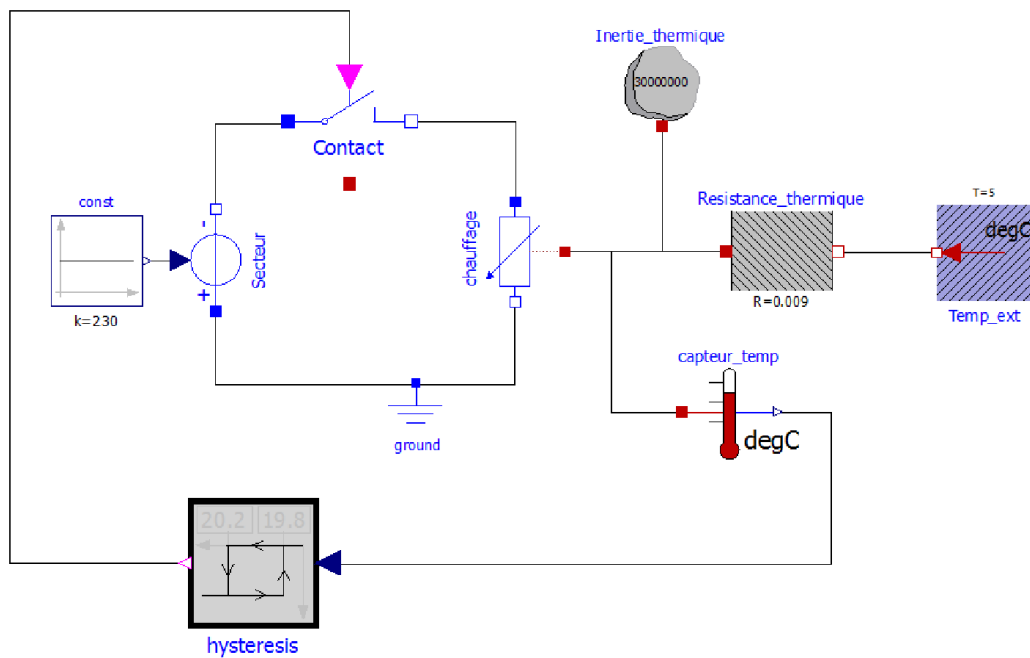 Inertie_thermique
30000000
Contact
const
k=230
-
+
Secteur
chauffage
Resistance_thermique
R=0.009
T=5
degC
Temp_ext
capteur_temp
degC
ground
20.2 19.8
hysteresis